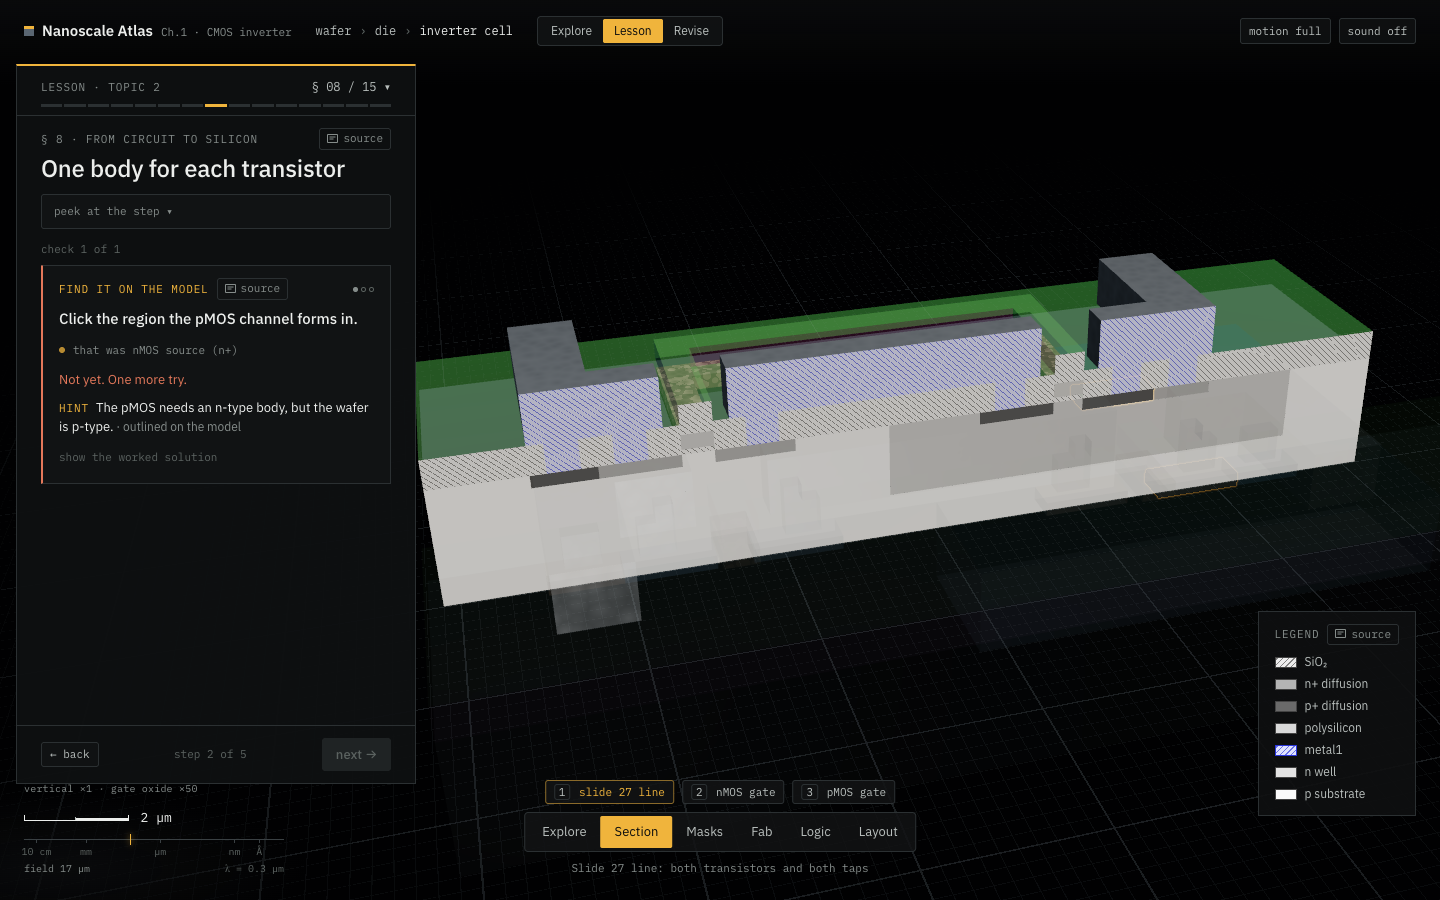 Nanoscale Atlas Ch.1 · CMOS inverter
wafer › die › inverter cell
Explore Lesson Revise
motion full sound off
LESSON · TOPIC 2 § 08 / 15 ▾
§ 8 · FROM CIRCUIT TO SILICON source
One body for each transistor
peek at the step ▾
check 1 of 1
FIND IT ON THE MODEL source
Click the region the pMOS channel forms in.
that was nMOS source (n+)
Not yet. One more try.
HINT The pMOS needs an n-type body, but the wafer
is p-type. · outlined on the model
show the worked solution
← back step 2 of 5 next →
vertical ×1 · gate oxide ×50
2 µm
10 cm mm µm nm Å
field 17 µm λ = 0.3 µm
1 slide 27 line 2 nMOS gate 3 pMOS gate
Explore Section Masks Fab Logic Layout
Slide 27 line: both transistors and both taps
LEGEND source
SiO₂
n+ diffusion
p+ diffusion
polysilicon
metal1
n well
p substrate